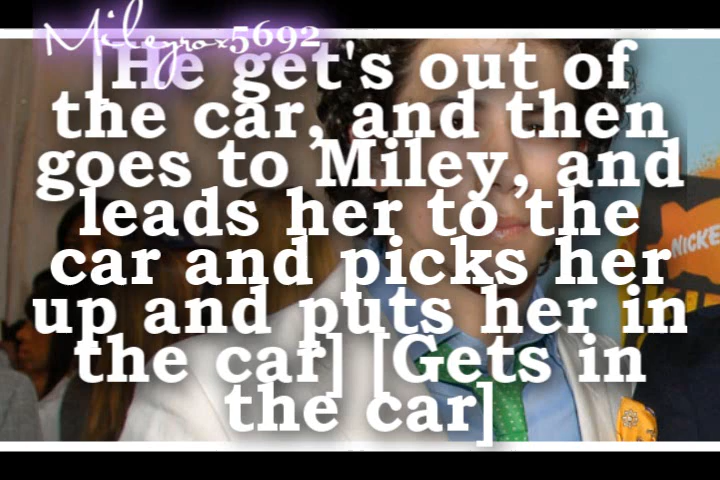 Mileyrox5692
[He get's out of
the car, and then
goes to Miley, and
leads her to the
car and picks her
up and puts her in
the car] [Gets in
the car]
NICKE